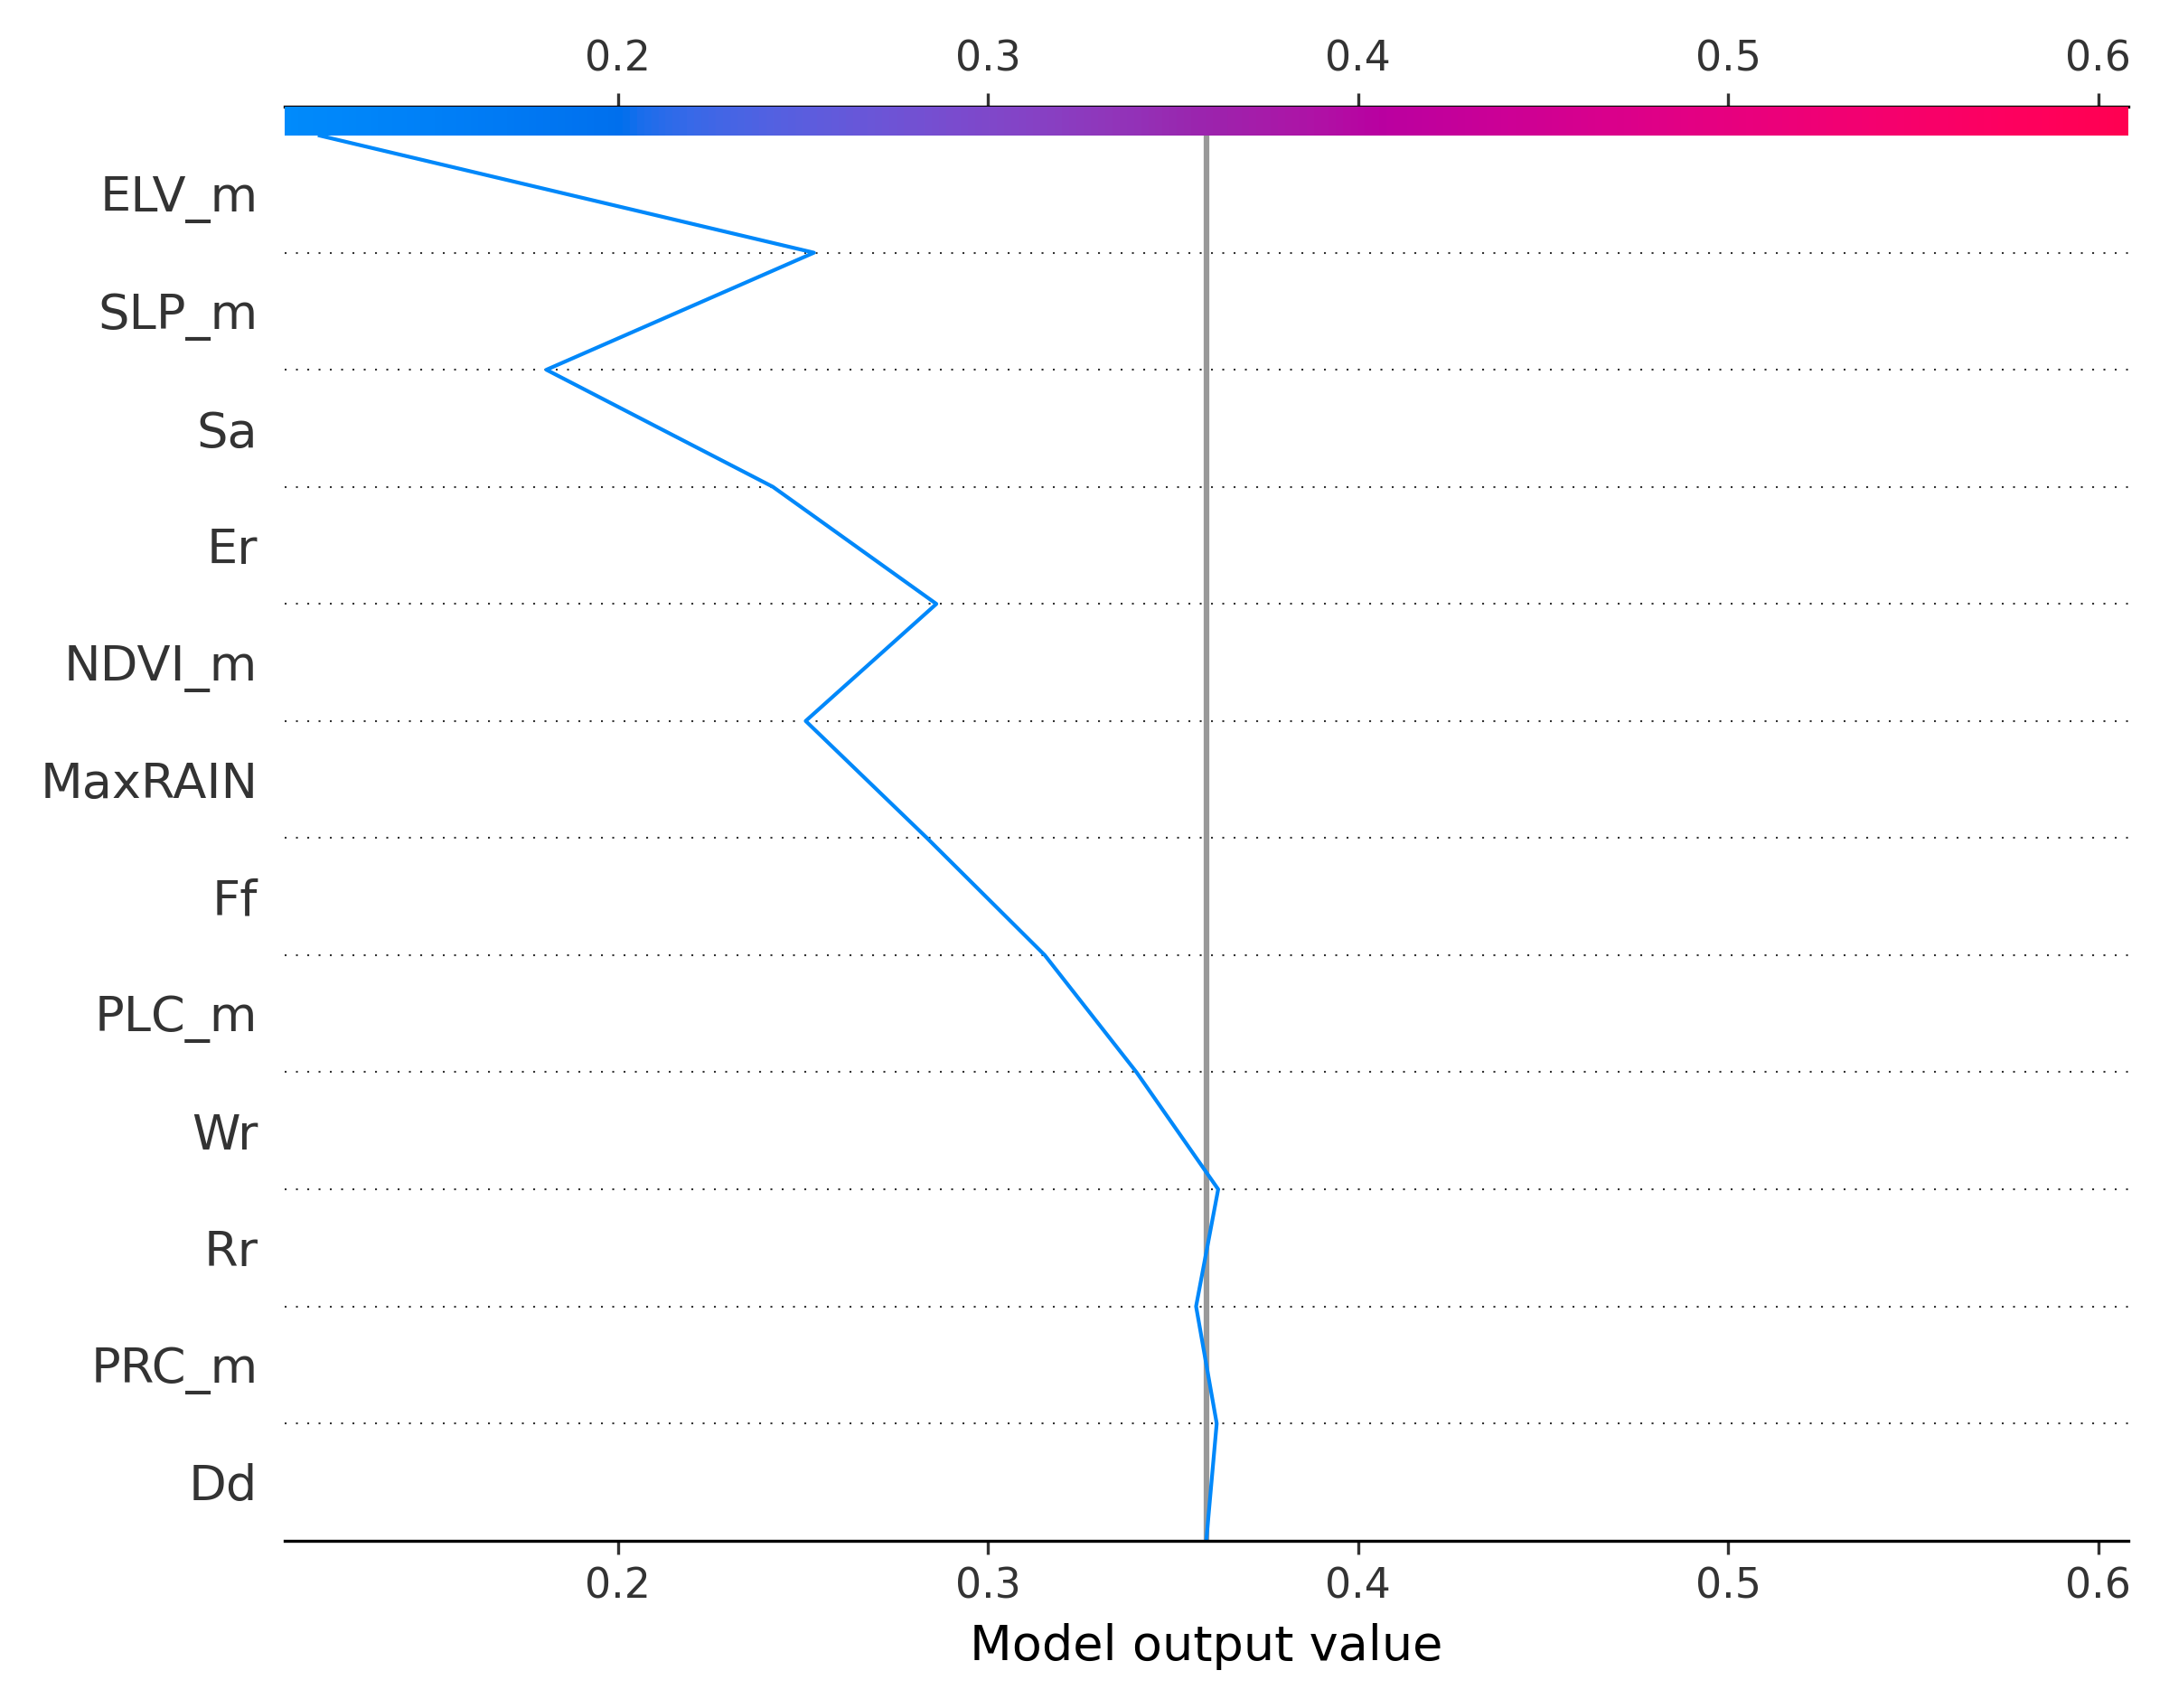 0.2 0.3 0.4 0.5 0.6
ELV_m
SLP_m
Sa
Er
NDVI_m
MaxRAIN
Ff
PLC_m
Wr
Rr
PRC_m
Dd
0.2 0.3 0.4 0.5 0.6
Model output value